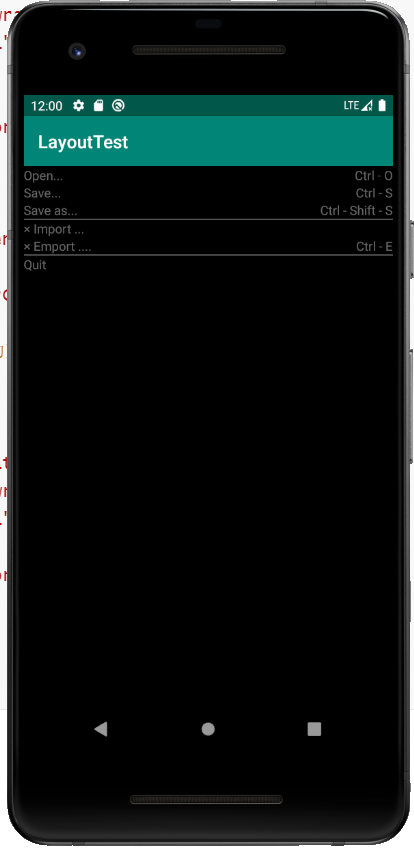 12:00 LTE
LayoutTest
Open... Ctrl - O
Save... Ctrl - S
Save as... Ctrl - Shift - S
× Import ...
× Emport .... Ctrl - E
Quit